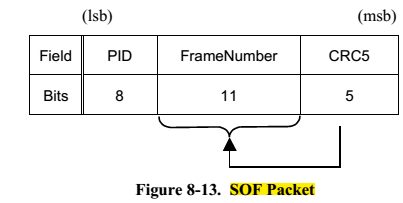 (lsb) (msb)
Field PID FrameNumber CRC5
Bits 8 11 5
Figure 8-13. SOF Packet